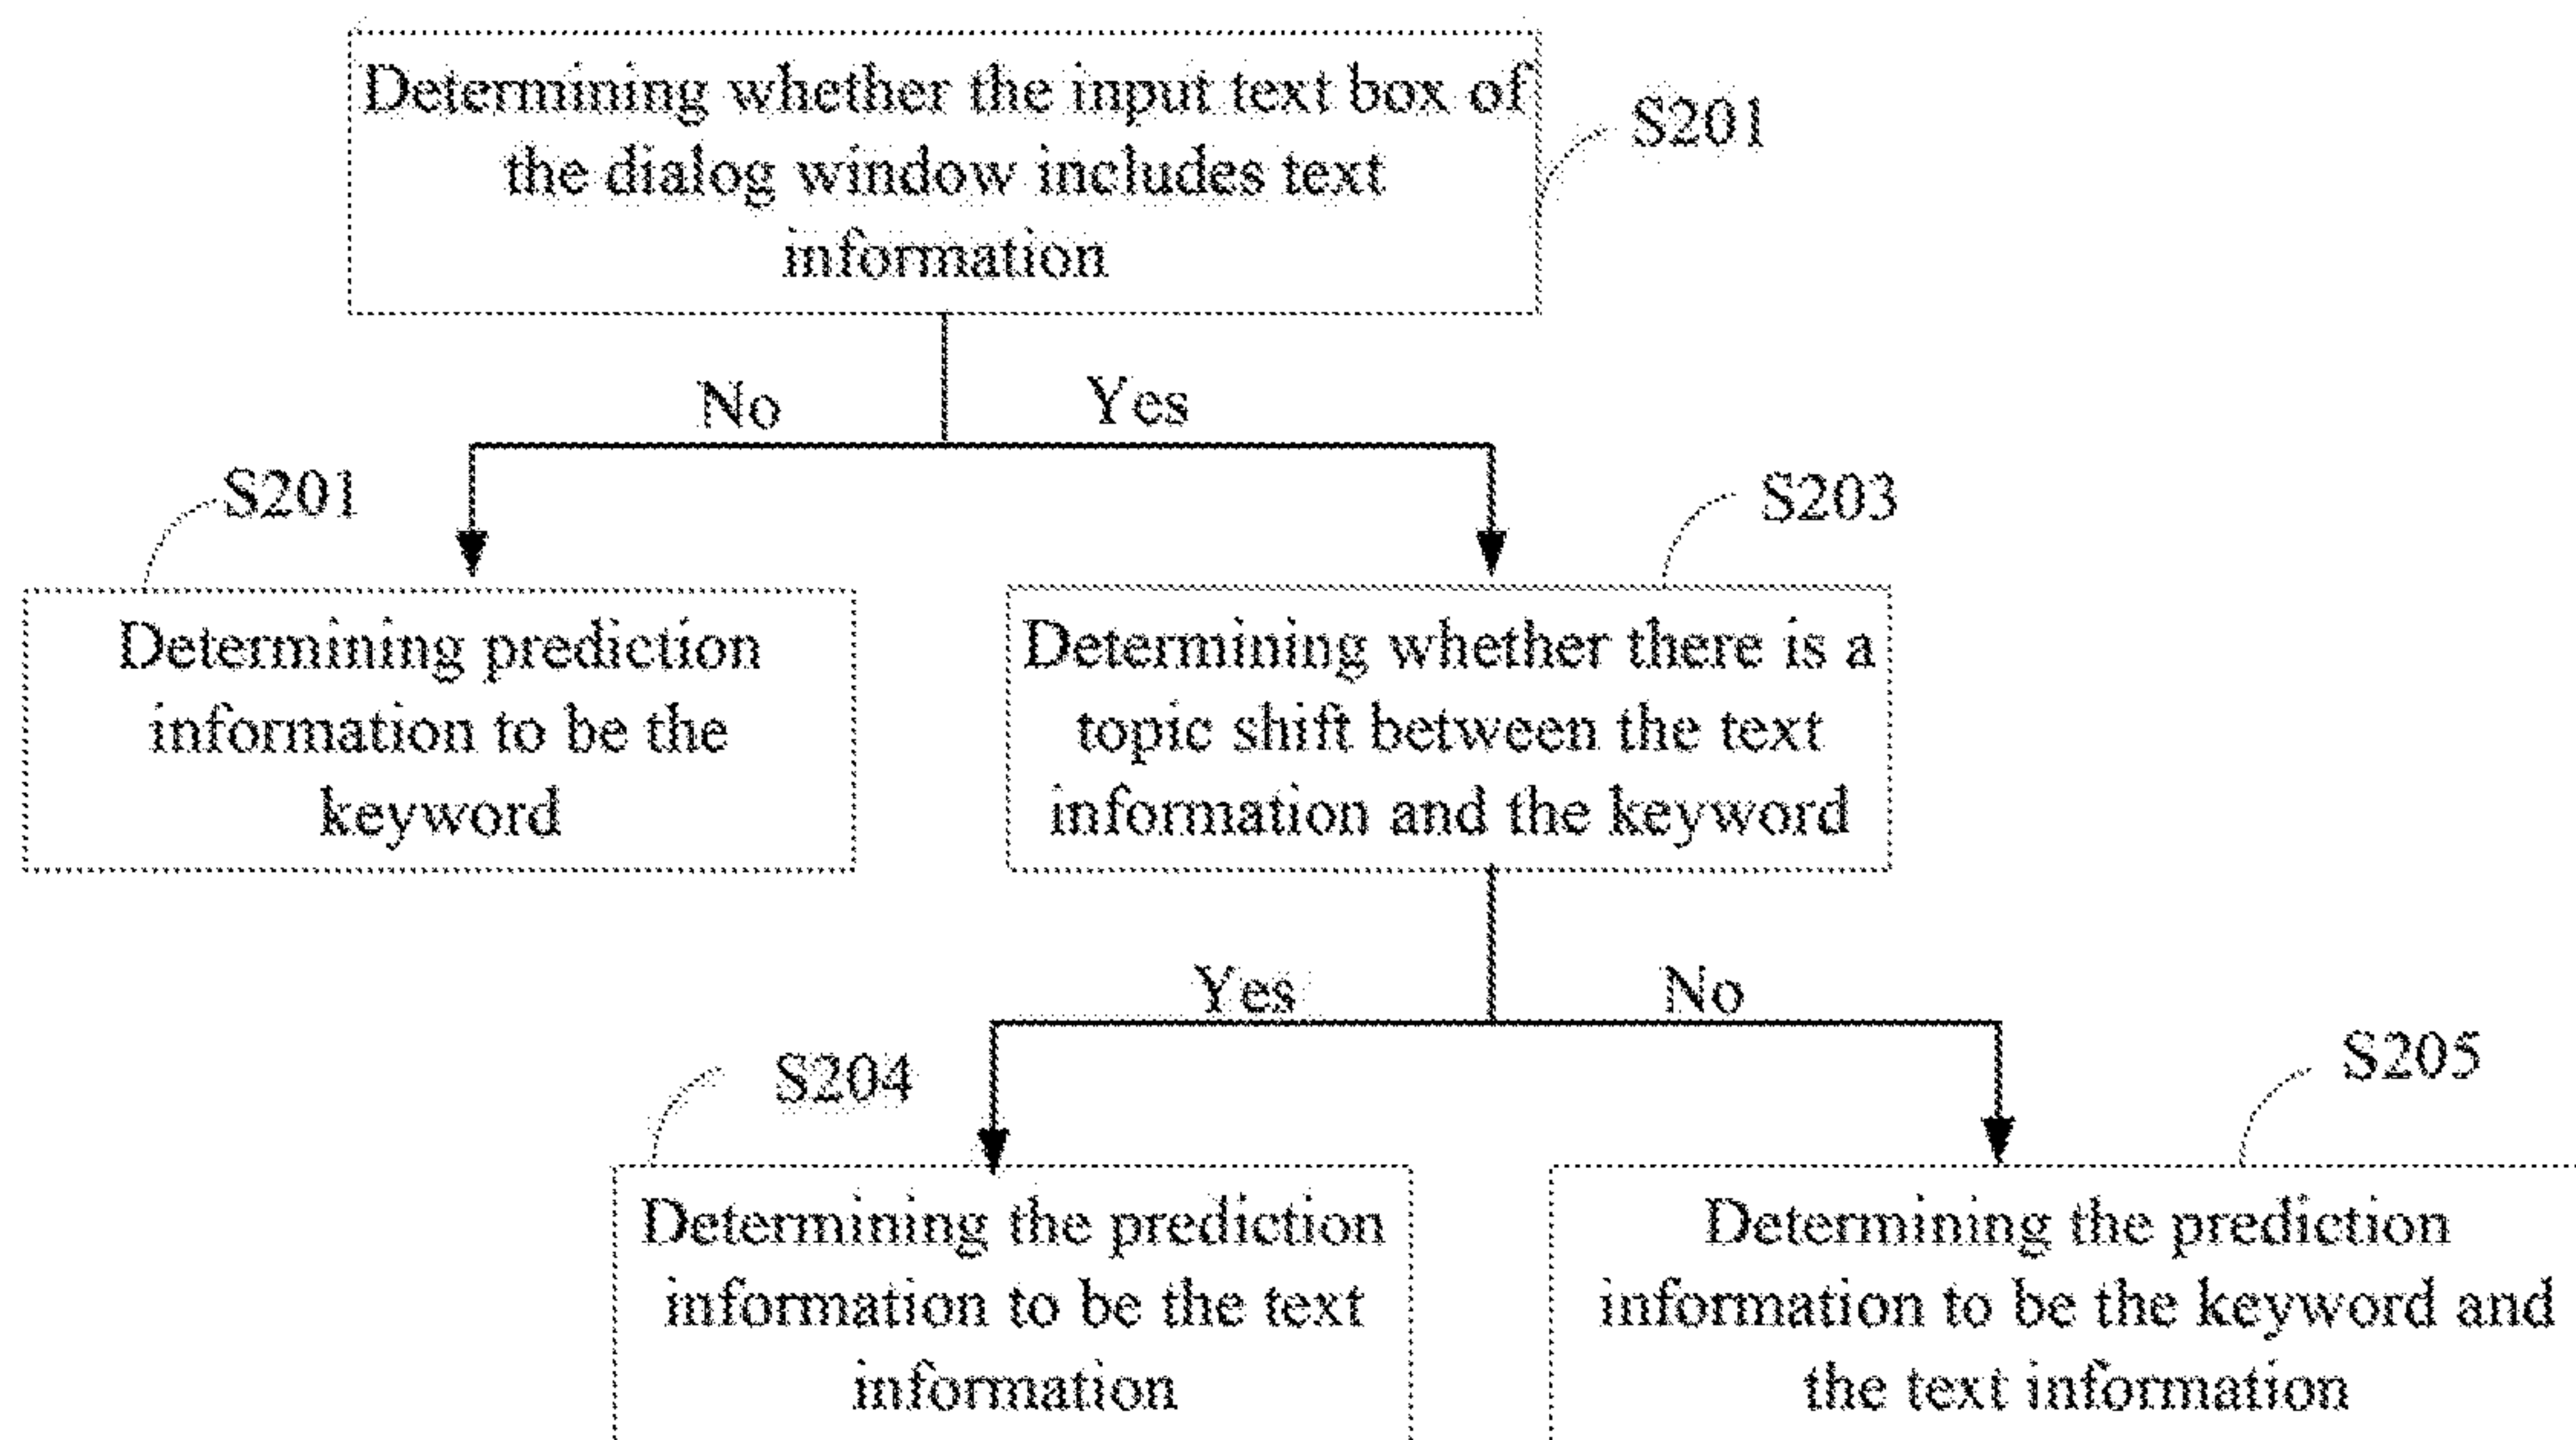 Determining whether the input text box of
the dialog window includes text
information
S201
No
Yes
S201
S203
Determining prediction
information to be the
keyword
Determining whether there is a
topic shift between the text
information and the keyword
Yes
No
S204
S205
Determining the prediction
information to be the text
information
Determining the prediction
information to be the keyword and
the text information